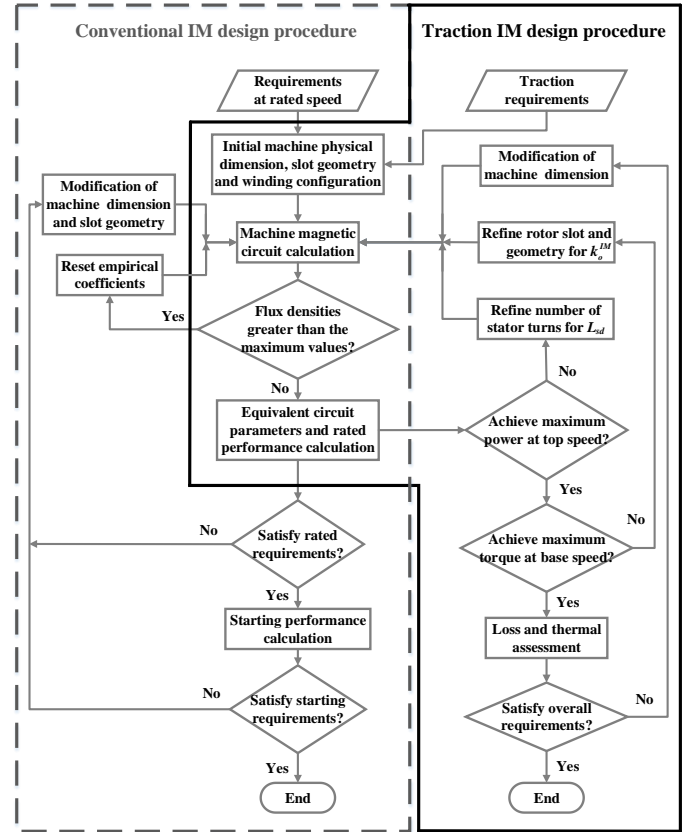 Conventional IM design procedure
Traction IM design procedure
Requirements
at rated speed
Traction
requirements
Initial machine physical
dimension, slot geometry
and winding configuration
Modification of
machine dimension
and slot geometry
Modification of
machine dimension
Machine magnetic
circuit calculation
Refine rotor slot and
geometry for k_o^IM
Reset empirical
coefficients
Yes
Flux densities
greater than the
maximum values?
Refine number of
stator turns for L_sd
No
No
Equivalent circuit
parameters and rated
performance calculation
Achieve maximum
power at top speed?
Yes
No
Satisfy rated
requirements?
No
Achieve maximum
torque at base speed?
Yes
Yes
Starting performance
calculation
Loss and thermal
assessment
No
Satisfy starting
requirements?
Satisfy overall
requirements?
No
Yes
Yes
End
End